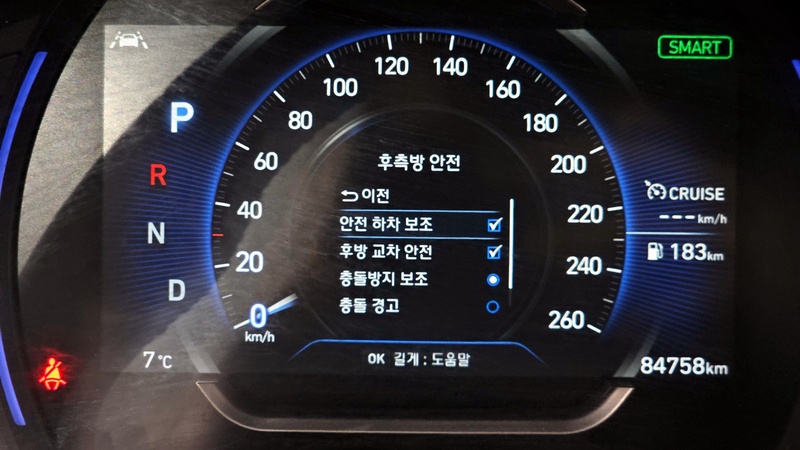 SMART
P
R
N
D
0
20
40
60
80
100
120
140
160
180
200
220
240
260
km/h
후측방 안전
이전
안전 하차 보조
후방 교차 안전
충돌방지 보조
충돌 경고
OK 길게 : 도움말
CRUISE
---km/h
183km
7°C
84758km